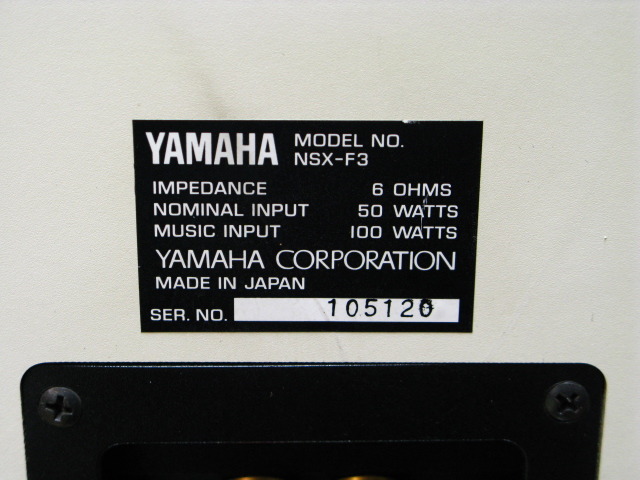 YAMAHA MODEL NO.
NSX-F3
IMPEDANCE 6 OHMS
NOMINAL INPUT 50 WATTS
MUSIC INPUT 100 WATTS
YAMAHA CORPORATION
MADE IN JAPAN
SER. NO. 105120